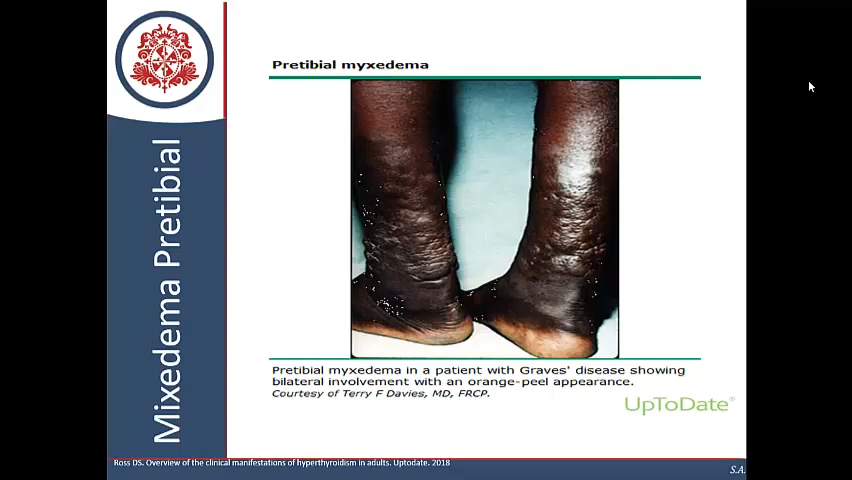 Mixedema Pretibial
Pretibial myxedema
Pretibial myxedema in a patient with Graves' disease showing
bilateral involvement with an orange-peel appearance.
Courtesy of Terry F Davies, MD, FRCP.
UpToDate®
Ross DS. Overview of the clinical manifestations of hyperthyroidism in adults. Uptodate. 2018
S.A.